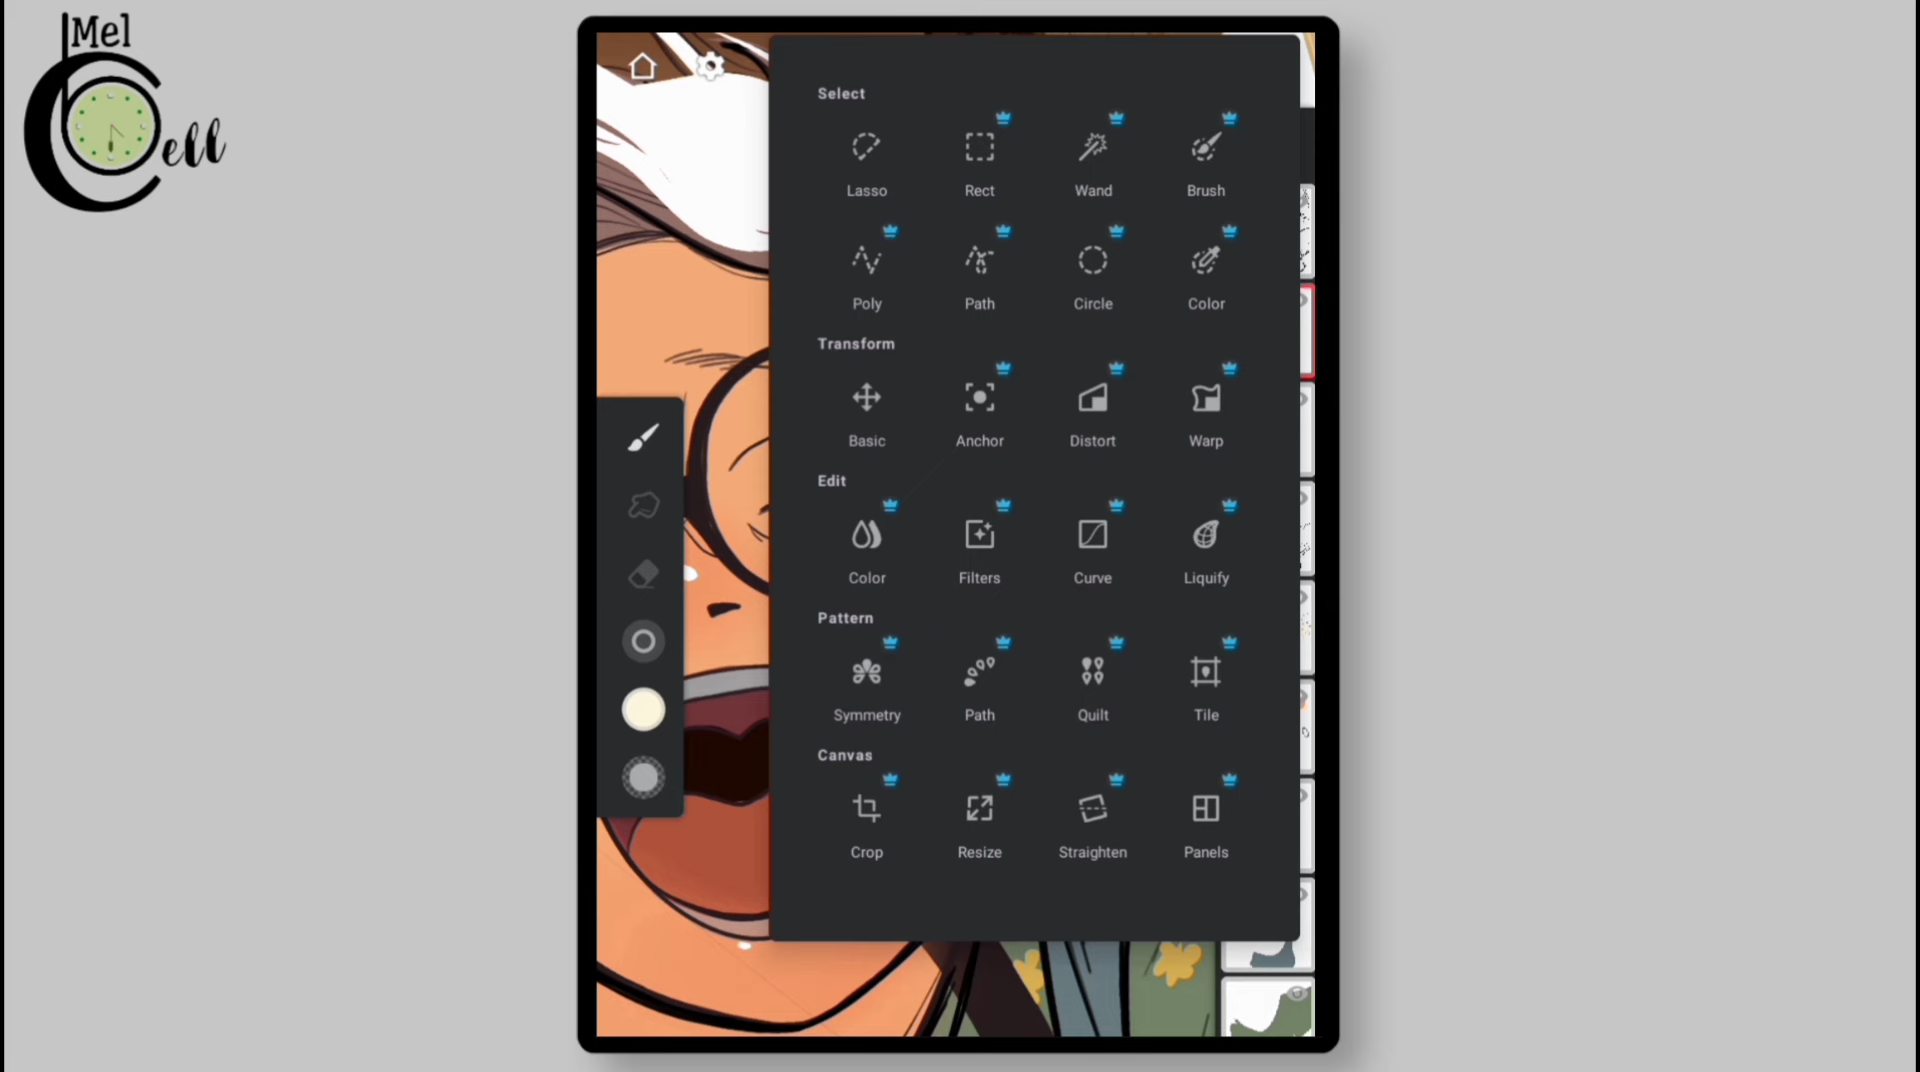 Mel
Cell
Select
Lasso Rect Wand Brush
Poly Path Circle Color
Transform
Basic Anchor Distort Warp
Edit
Color Filters Curve Liquify
Pattern
Symmetry Path Quilt Tile
Canvas
Crop Resize Straighten Panels